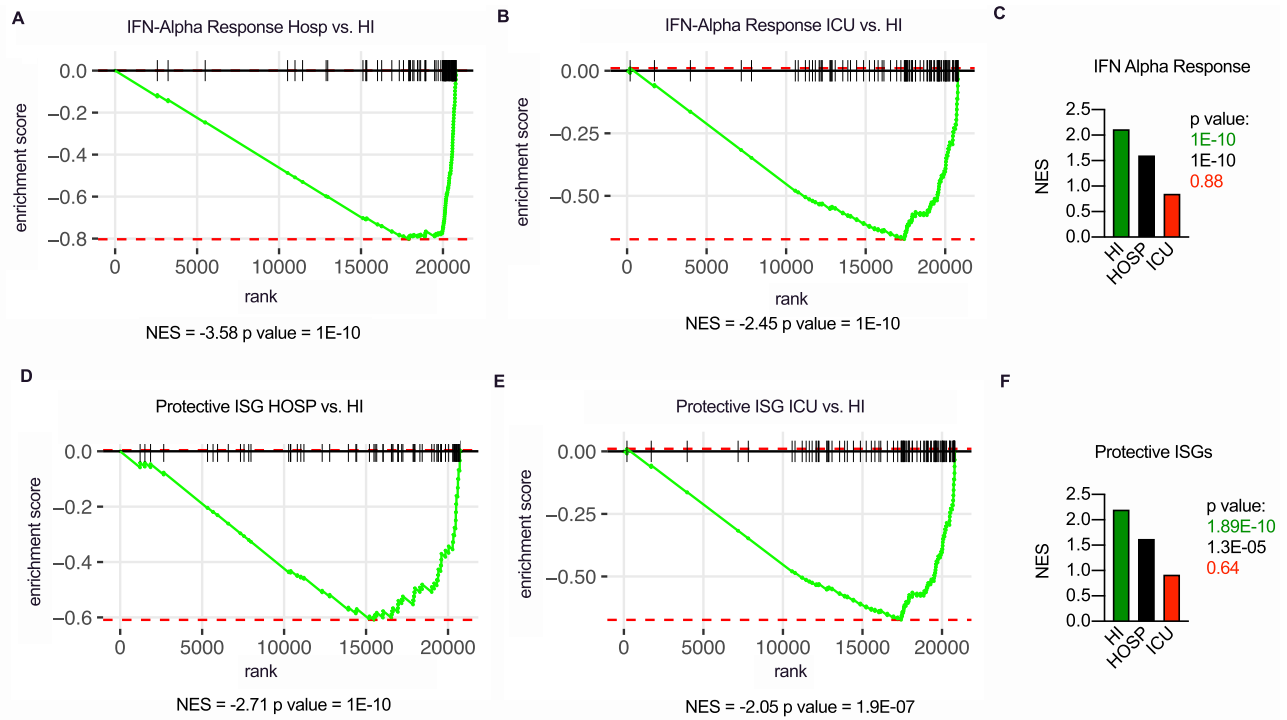 A
IFN-Alpha Response Hosp vs. HI
enrichment score
0.0
−0.2
−0.4
−0.6
−0.8
0 5000 10000 15000 20000
rank
NES = -3.58 p value = 1E-10
B
IFN-Alpha Response ICU vs. HI
enrichment score
0.00
−0.25
−0.50
0 5000 10000 15000 20000
rank
NES = -2.45 p value = 1E-10
C
IFN Alpha Response
NES
2.5
2.0
1.5
1.0
0.5
0.0
HI HOSP ICU
p value:
1E-10
1E-10
0.88
D
Protective ISG HOSP vs. HI
enrichment score
0.0
−0.2
−0.4
−0.6
0 5000 10000 15000 20000
rank
NES = -2.71 p value = 1E-10
E
Protective ISG ICU vs. HI
enrichment score
0.00
−0.25
−0.50
0 5000 10000 15000 20000
rank
NES = -2.05 p value = 1.9E-07
F
Protective ISGs
NES
2.5
2.0
1.5
1.0
0.5
0.0
HI HOSP ICU
p value:
1.89E-10
1.3E-05
0.64